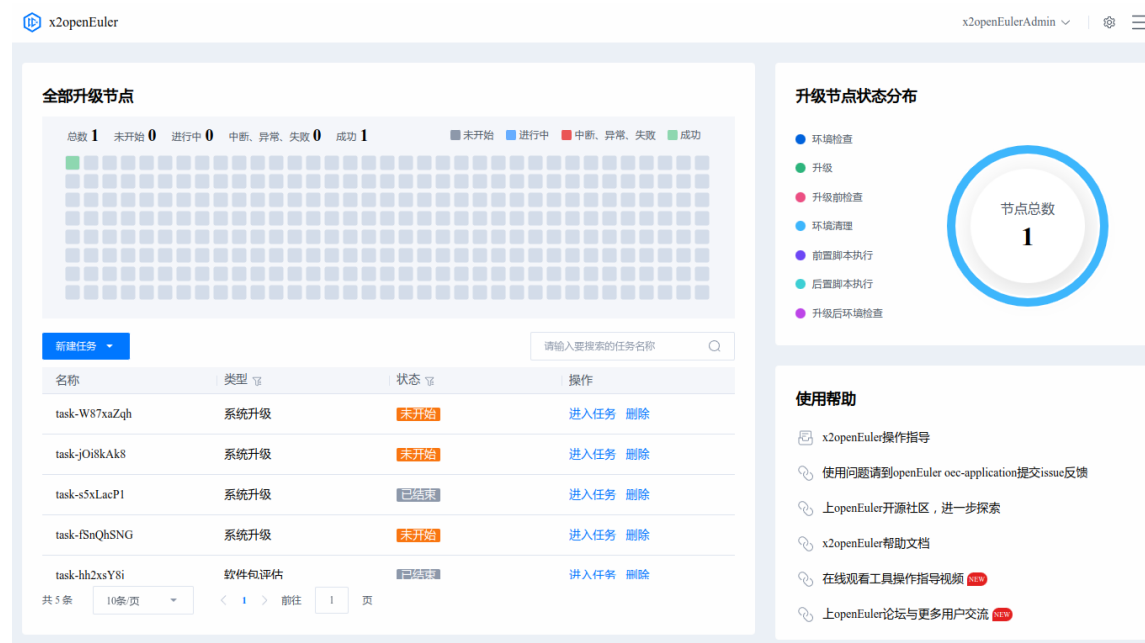 x2openEuler
x2openEulerAdmin
全部升级节点
总数 1 未开始 0 进行中 0 中断、异常、失败 0 成功 1
未开始 进行中 中断、异常、失败 成功
新建任务
请输入要搜索的任务名称
名称 类型 状态 操作
task-W87xaZqh 系统升级 未开始 进入任务 删除
task-jOi8kAk8 系统升级 未开始 进入任务 删除
task-s5xLacP1 系统升级 已结束 进入任务 删除
task-fSnQhSNG 系统升级 未开始 进入任务 删除
task-hh2xsY8i 软件包评估 已结束 进入任务 删除
共 5 条 10条/页 1 前往 1 页
升级节点状态分布
环境检查
升级
升级前检查
环境清理
前置脚本执行
后置脚本执行
升级后环境检查
节点总数
1
使用帮助
x2openEuler操作指导
使用问题请到openEuler oec-application提交issue反馈
上openEuler开源社区，进一步探索
x2openEuler帮助文档
在线观看工具操作指导视频 NEW
上openEuler论坛与更多用户交流 NEW